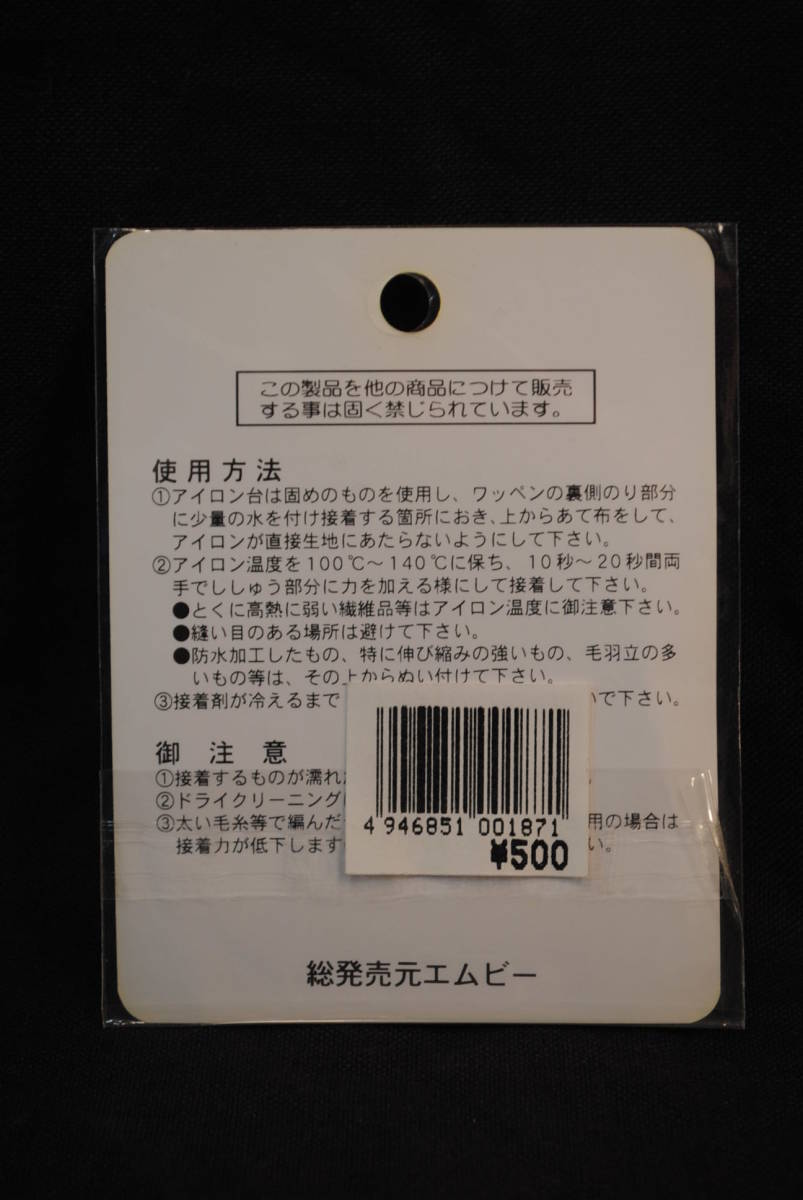 この製品を他の商品につけて販売
する事は固く禁じられています。
使用方法
①アイロン台は固めのものを使用し、ワッペンの裏側のり部分
に少量の水を付け接着する箇所におき、上からあて布をして、
アイロンが直接生地にあたらないようにして下さい。
②アイロン温度を100℃～140℃に保ち、10秒～20秒間両
手でししゅう部分に力を加える様にして接着して下さい。
●とくに高熱に弱い繊維品等はアイロン温度に御注意下さい。
●縫い目のある場所は避けて下さい。
●防水加工したもの、特に伸び縮みの強いもの、毛羽立の多
いもの等は、その上からぬい付けて下さい。
③接着剤が冷えるまで いで下さい。
御注意
①接着するものが濡れ 。
②ドライクリーニング
③太い毛糸等で編んだ 用の場合は
接着力が低下します い。
4 946851 001871
¥500
総発売元エムビー